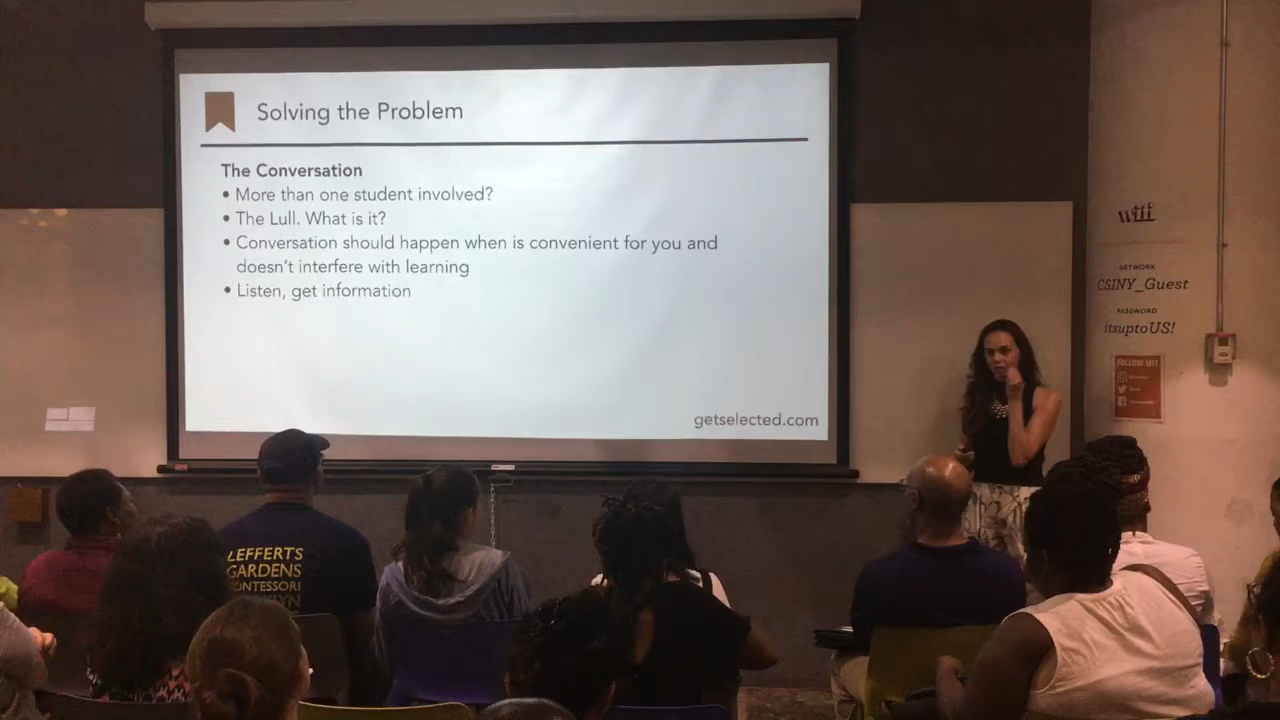 Solving the Problem
The Conversation
• More than one student involved?
• The Lull. What is it?
• Conversation should happen when is convenient for you and
doesn't interfere with learning
• Listen, get information
getselected.com
wifi
NETWORK
CSINY_Guest
PASSWORD
itsuptoUS!
FOLLOW US!
LEFFERTS
GARDENS
MONTESSORI